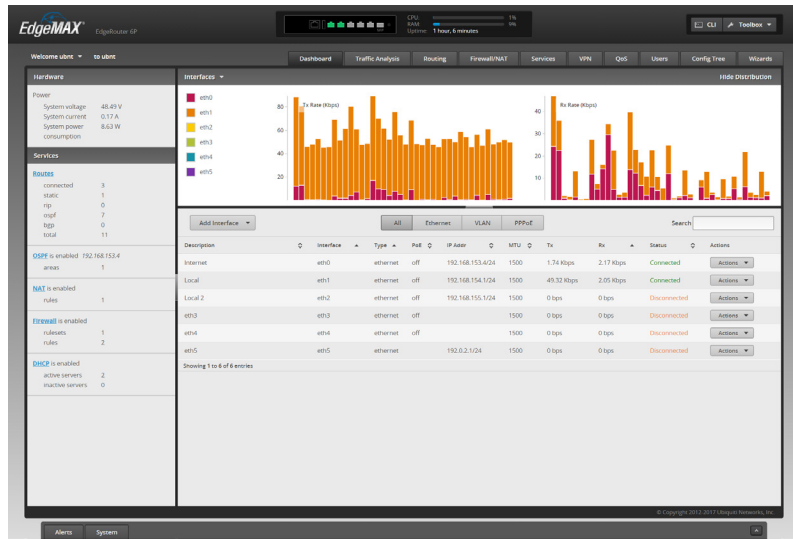 EdgeMAX EdgeRouter 6P
CPU: 1%
RAM: 9%
Uptime: 1 hour, 6 minutes
CLI Toolbox
Welcome ubnt to ubnt
Dashboard Traffic Analysis Routing Firewall/NAT Services VPN QoS Users Config Tree Wizards
Hardware
Power
System voltage 48.49 V
System current 0.17 A
System power consumption 8.63 W
Services
Routes
connected 3
static 1
rip 0
ospf 7
bgp 0
total 11
OSPF is enabled 192.168.153.4
areas 1
NAT is enabled
rules 1
Firewall is enabled
rulesets 1
rules 2
DHCP is enabled
active servers 2
inactive servers 0
Interfaces Hide Distribution
eth0
eth1
eth2
eth3
eth4
eth5
Tx Rate (Kbps)
80
60
40
20
Rx Rate (Kbps)
40
30
20
10
Add Interface All Ethernet VLAN PPPoE Search
Description Interface Type PoE IP Addr MTU Tx Rx Status Actions
Internet eth0 ethernet off 192.168.153.4/24 1500 1.74 Kbps 2.17 Kbps Connected Actions
Local eth1 ethernet off 192.168.154.1/24 1500 49.32 Kbps 2.05 Kbps Connected Actions
Local 2 eth2 ethernet off 192.168.155.1/24 1500 0 bps 0 bps Disconnected Actions
eth3 eth3 ethernet off 1500 0 bps 0 bps Disconnected Actions
eth4 eth4 ethernet off 1500 0 bps 0 bps Disconnected Actions
eth5 eth5 ethernet 192.0.2.1/24 1500 0 bps 0 bps Disconnected Actions
Showing 1 to 6 of 6 entries
© Copyright 2012-2017 Ubiquiti Networks, Inc.
Alerts System